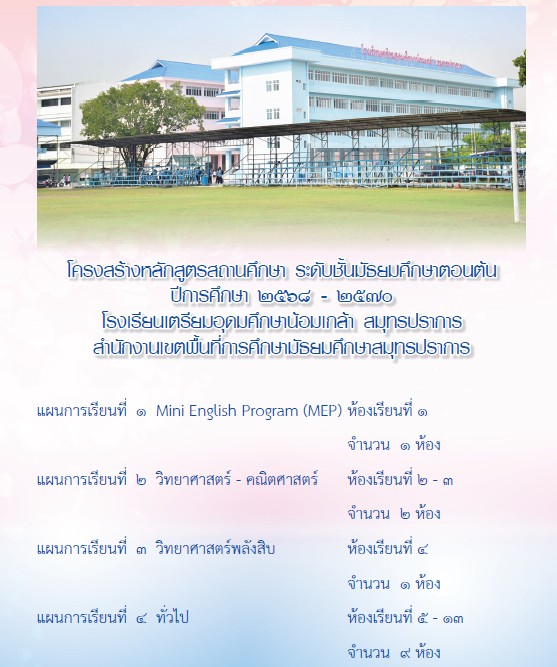 โครงสร้างหลักสูตรสถานศึกษา ระดับชั้นมัธยมศึกษาตอนต้น
ปีการศึกษา ๒๕๖๘ - ๒๕๗๐
โรงเรียนเตรียมอุดมศึกษาน้อมเกล้า สมุทรปราการ
สำนักงานเขตพื้นที่การศึกษามัธยมศึกษาสมุทรปราการ
แผนการเรียนที่ ๑ Mini English Program (MEP) ห้องเรียนที่ ๑
จำนวน ๑ ห้อง
แผนการเรียนที่ ๒ วิทยาศาสตร์ - คณิตศาสตร์ ห้องเรียนที่ ๒ - ๓
จำนวน ๒ ห้อง
แผนการเรียนที่ ๓ วิทยาศาสตร์พลังสิบ ห้องเรียนที่ ๔
จำนวน ๑ ห้อง
แผนการเรียนที่ ๔ ทั่วไป ห้องเรียนที่ ๕ - ๑๓
จำนวน ๙ ห้อง